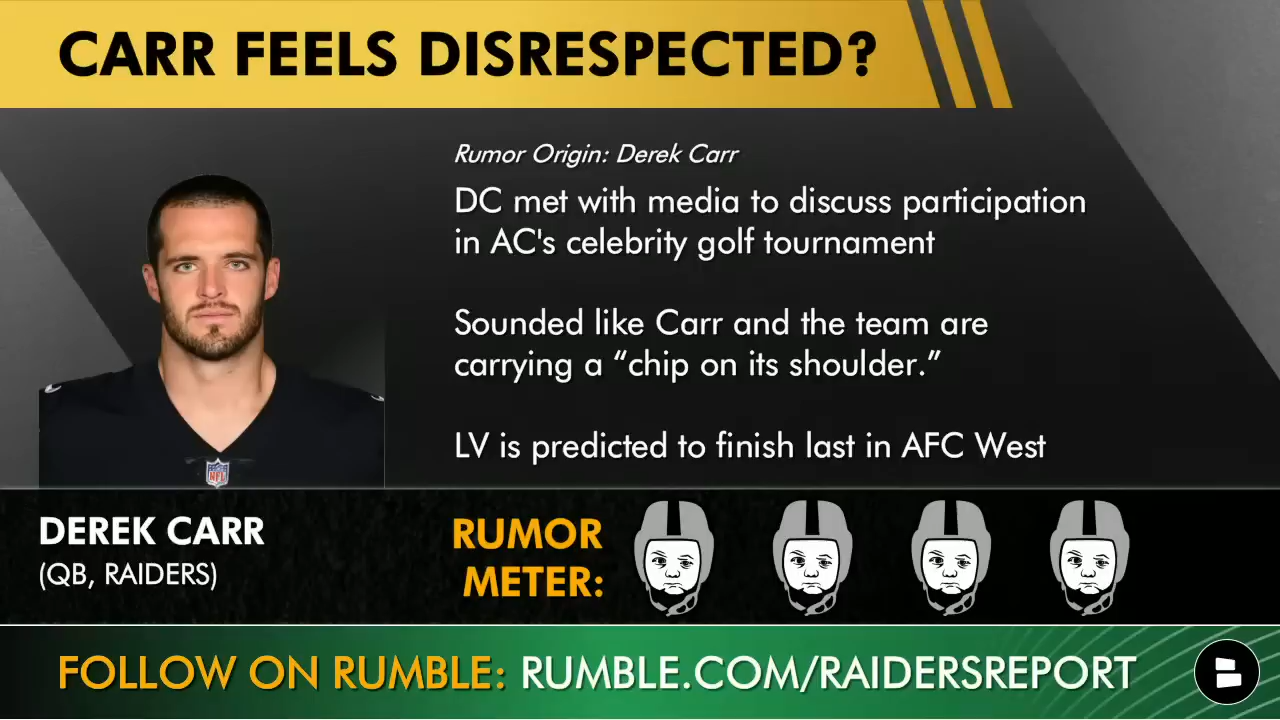 CARR FEELS DISRESPECTED?
Rumor Origin: Derek Carr
DC met with media to discuss participation
in AC's celebrity golf tournament
Sounded like Carr and the team are
carrying a “chip on its shoulder.”
LV is predicted to finish last in AFC West
NFL
DEREK CARR
(QB, RAIDERS)
RUMOR
METER:
FOLLOW ON RUMBLE: RUMBLE.COM/RAIDERSREPORT